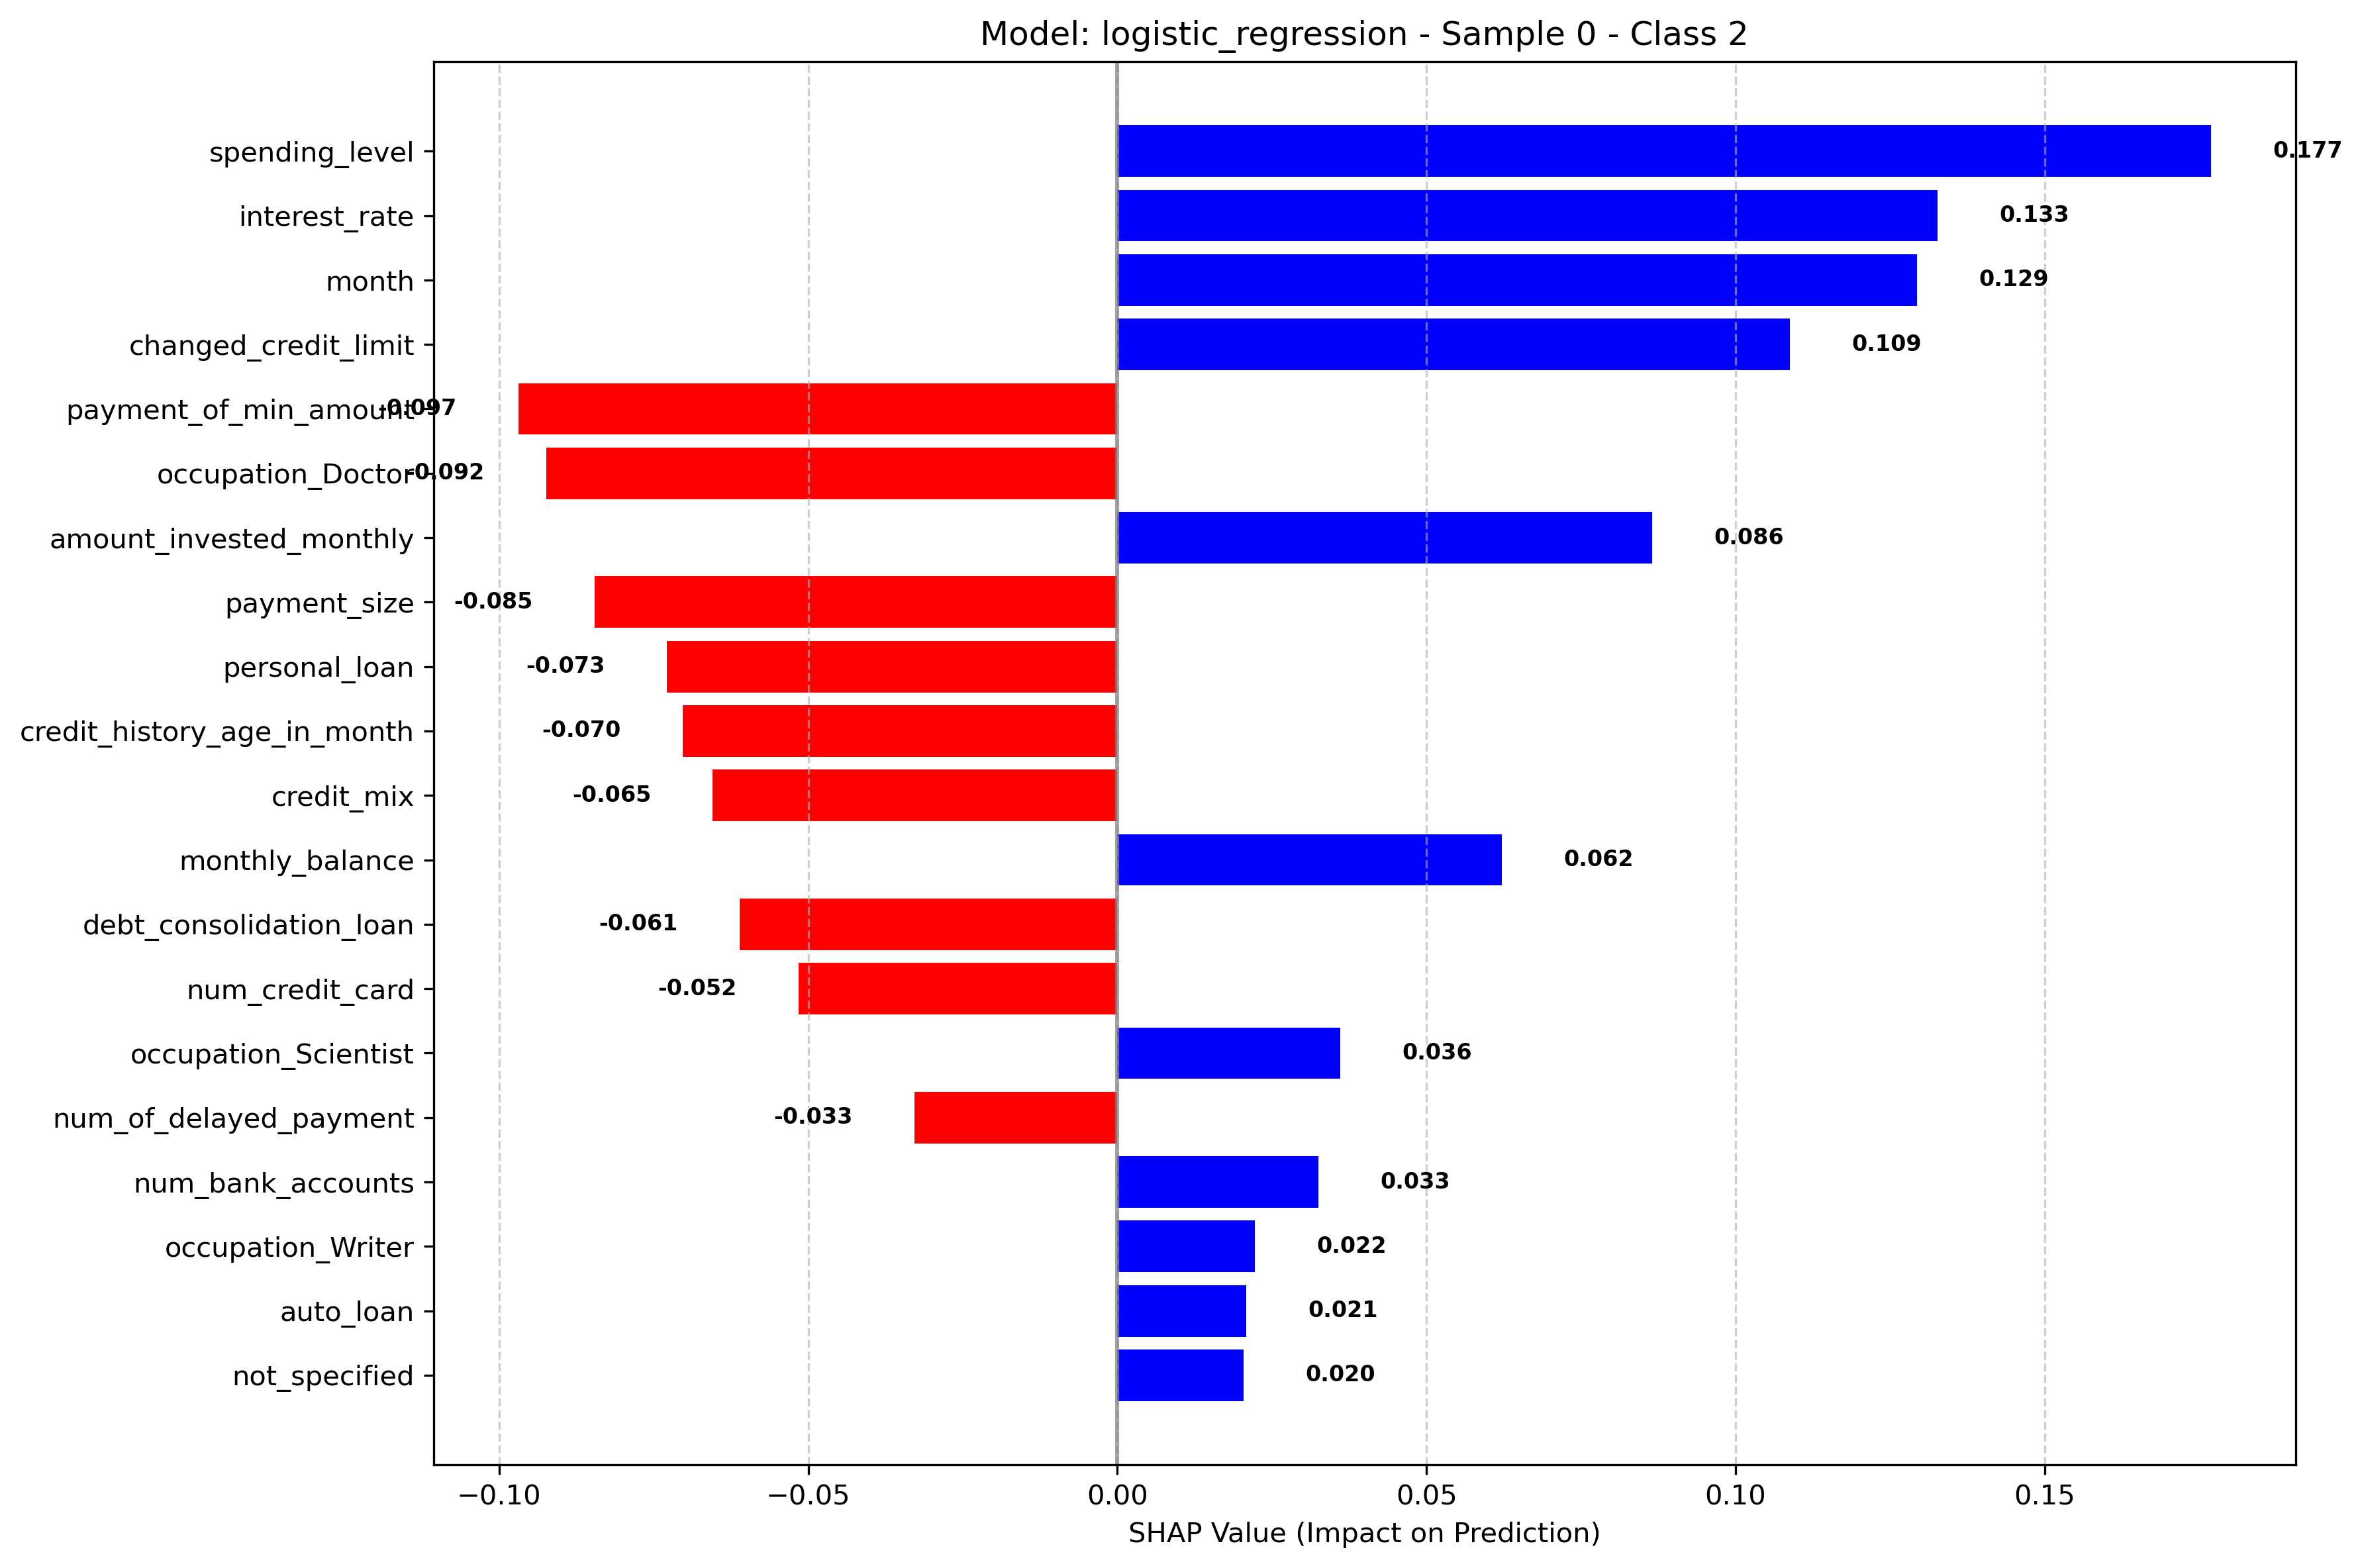 Model: logistic_regression - Sample 0 - Class 2
spending_level 0.177
interest_rate 0.133
month 0.129
changed_credit_limit 0.109
payment_of_min_amount -0.097
occupation_Doctor -0.092
amount_invested_monthly 0.086
payment_size -0.085
personal_loan -0.073
credit_history_age_in_month -0.070
credit_mix -0.065
monthly_balance 0.062
debt_consolidation_loan -0.061
num_credit_card -0.052
occupation_Scientist 0.036
num_of_delayed_payment -0.033
num_bank_accounts 0.033
occupation_Writer 0.022
auto_loan 0.021
not_specified 0.020
−0.10 −0.05 0.00 0.05 0.10 0.15
SHAP Value (Impact on Prediction)